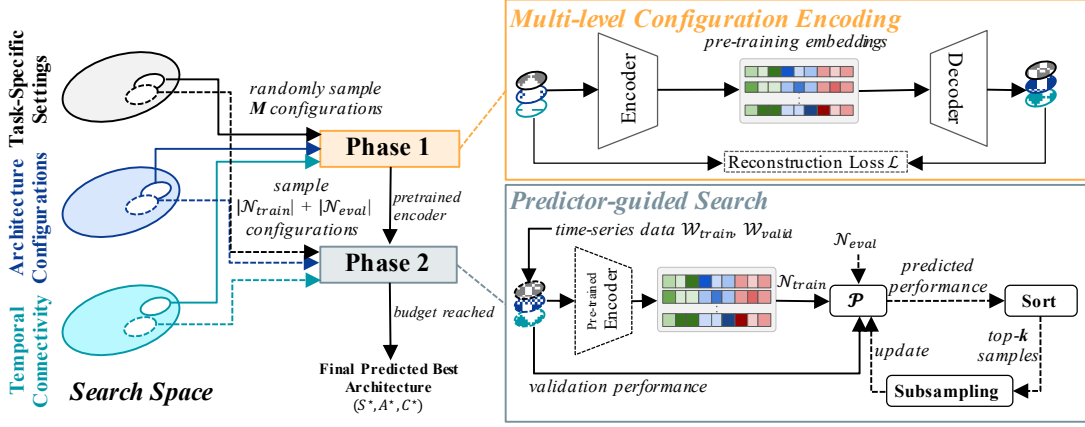 Task-Specific
Settings
Architecture
Configurations
Temporal
Connectivity
Search Space
randomly sample
M configurations
Phase 1
sample
|𝒩train| + |𝒩eval|
configurations
pretrained
encoder
Phase 2
budget reached
Final Predicted Best
Architecture
(S*, A*, C*)
Multi-level Configuration Encoding
pre-training embeddings
Encoder
Decoder
Reconstruction Loss ℒ
Predictor-guided Search
time-series data 𝒲train, 𝒲valid
Pre-trained
Encoder
𝒩train
𝒩eval
𝒫
predicted
performance
Sort
top-k
samples
update
Subsampling
validation performance